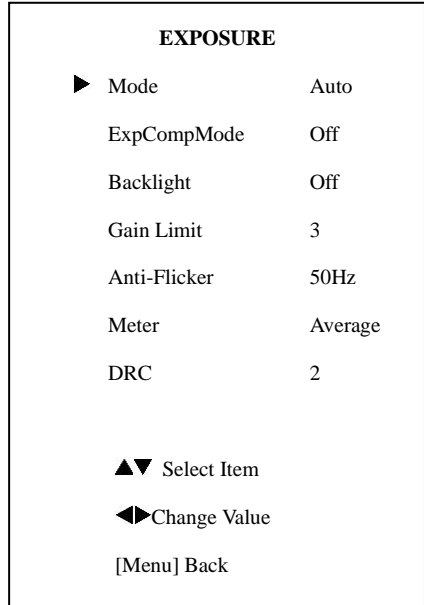 EXPOSURE
▶ Mode Auto
ExpCompMode Off
Backlight Off
Gain Limit 3
Anti-Flicker 50Hz
Meter Average
DRC 2
▲▼ Select Item
◀▶Change Value
[Menu] Back